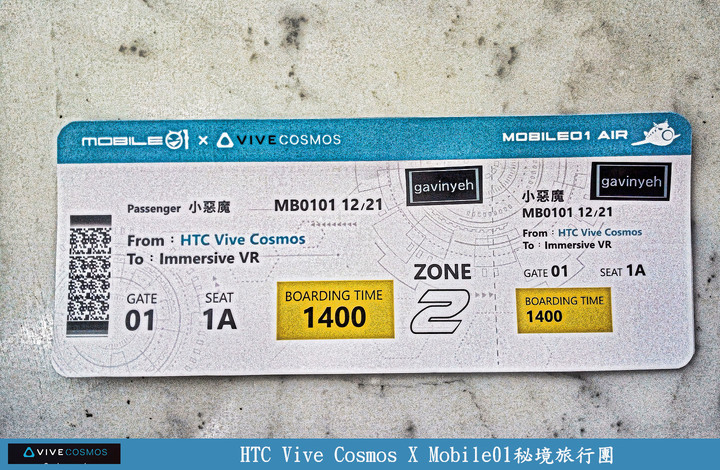 MOBILE01 X VIVE COSMOS
MOBILE01 AIR
gavinyeh
Passenger 小惡魔 MB0101 12/21
From:HTC Vive Cosmos
To:Immersive VR
GATE
01
SEAT
1A
BOARDING TIME
1400
ZONE
2
gavinyeh
小惡魔
MB0101 12/21
From:HTC Vive Cosmos
To:Immersive VR
GATE 01 SEAT 1A
BOARDING TIME
1400
VIVE COSMOS
HTC Vive Cosmos X Mobile01秘境旅行團